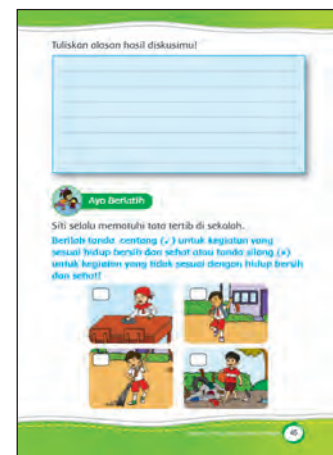 Tuliskan alasan hasil diskusimu!
Ayo Berlatih
Siti selalu mematuhi tata tertib di sekolah.
Berilah tanda centang (✓) untuk kegiatan yang
sesuai hidup bersih dan sehat atau tanda silang (×)
untuk kegiatan yang tidak sesuai dengan hidup bersih
dan sehat!
45